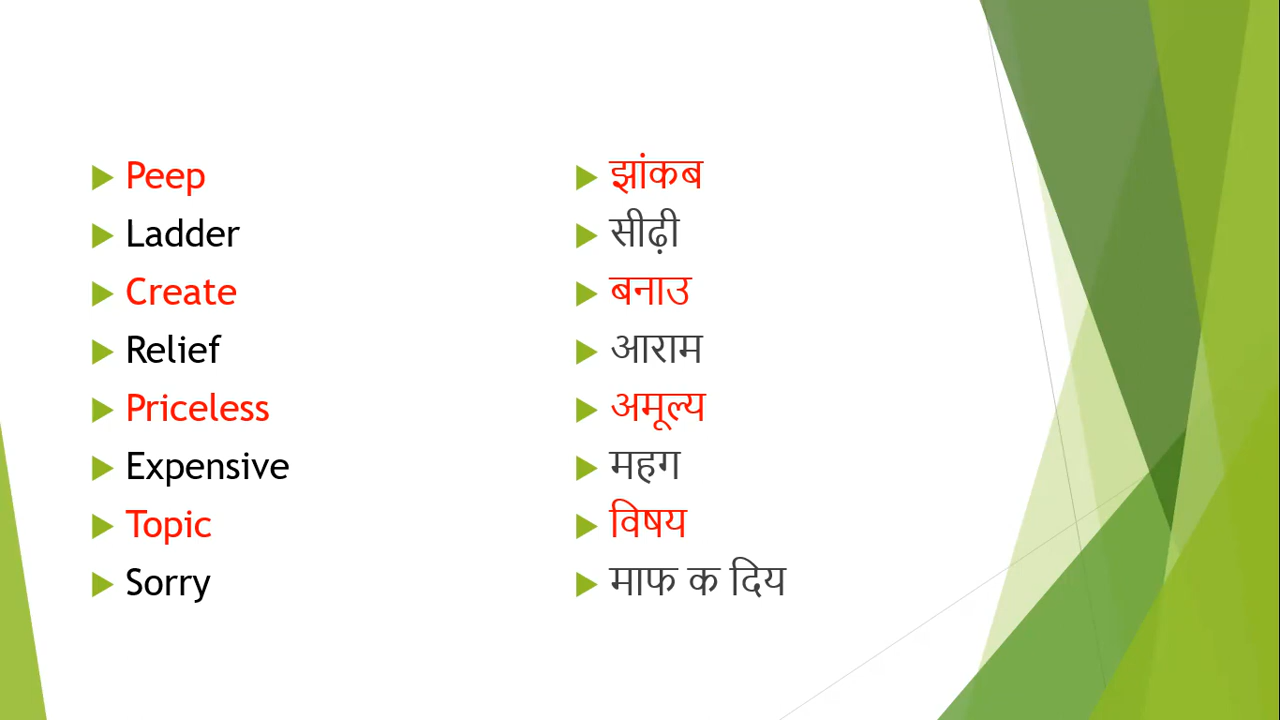 Peep
Ladder
Create
Relief
Priceless
Expensive
Topic
Sorry
झांकब
सीढ़ी
बनाउ
आराम
अमूल्य
महग
विषय
माफ क दिय